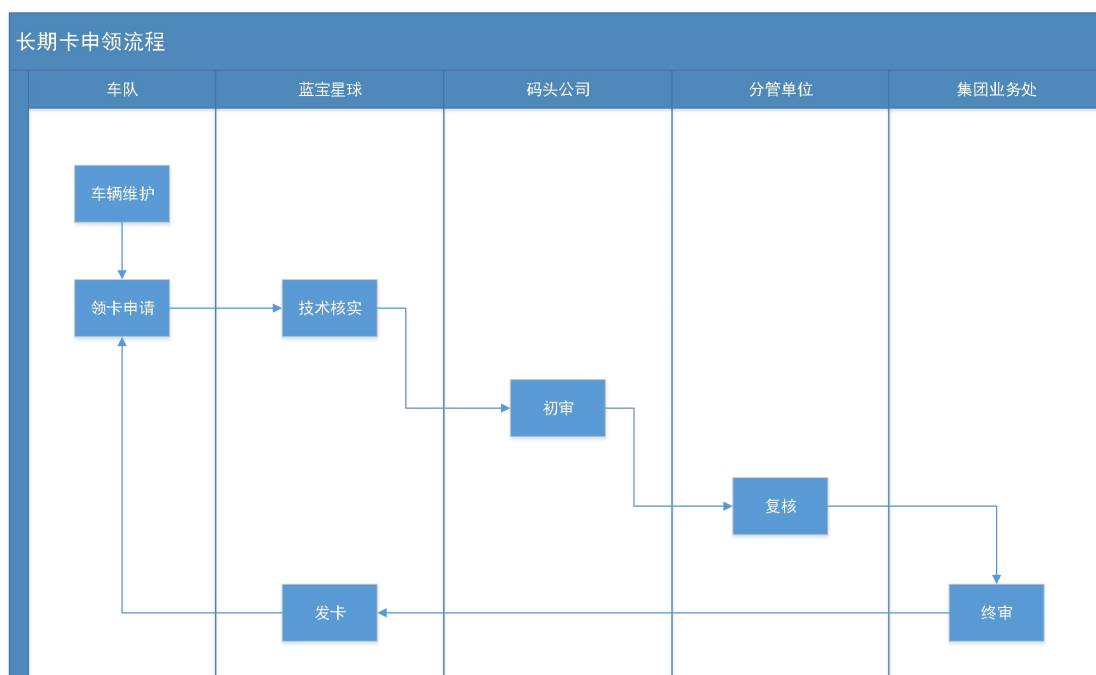 长期卡申领流程
车队
蓝宝星球
码头公司
分管单位
集团业务处
车辆维护
领卡申请
技术核实
初审
复核
发卡
终审